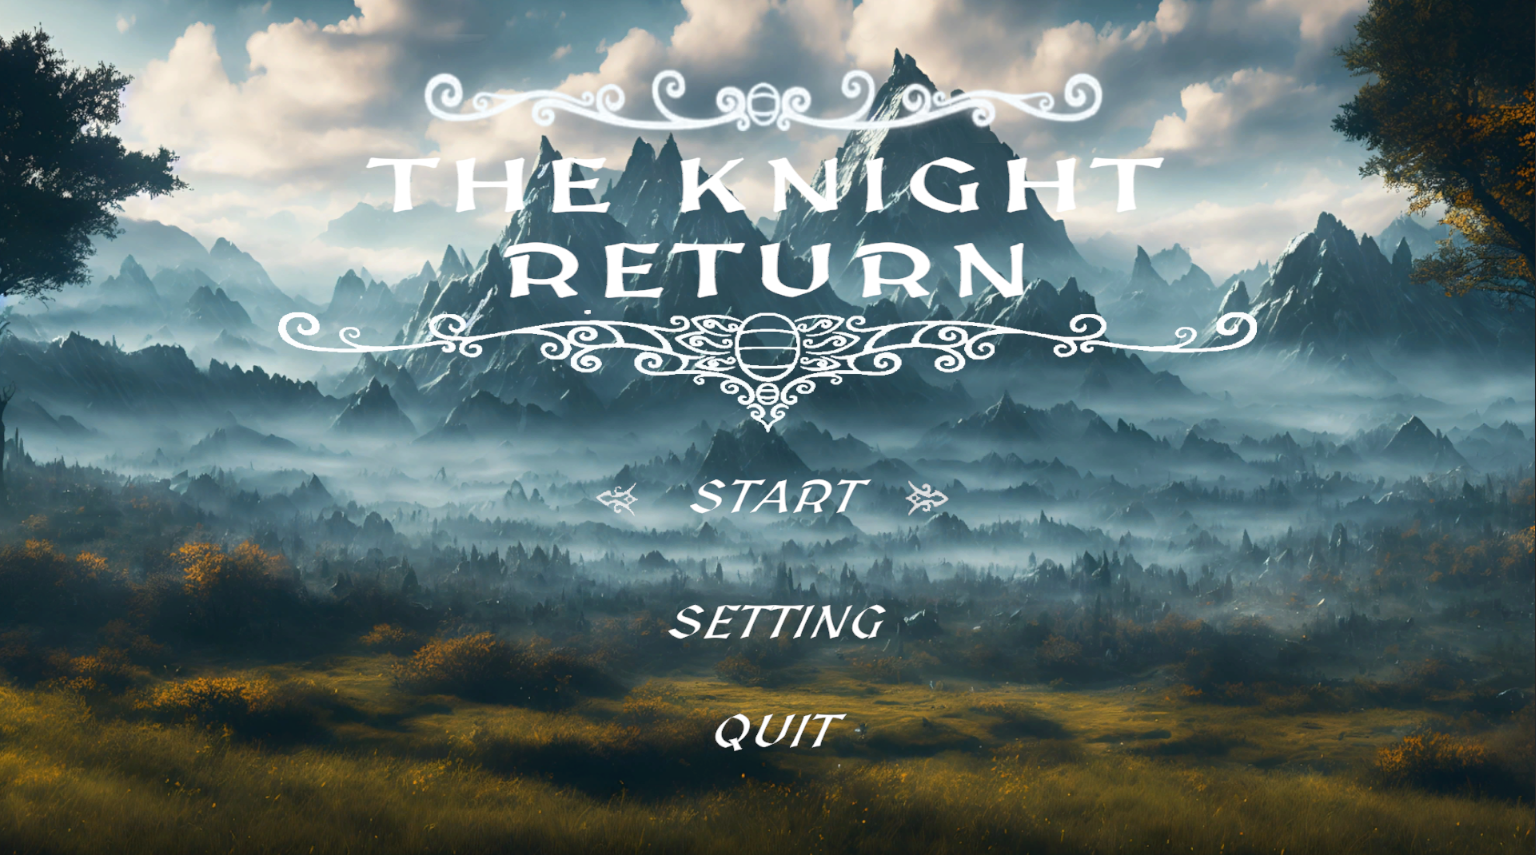 THE KNIGHT
RETURN
START
SETTING
QUIT